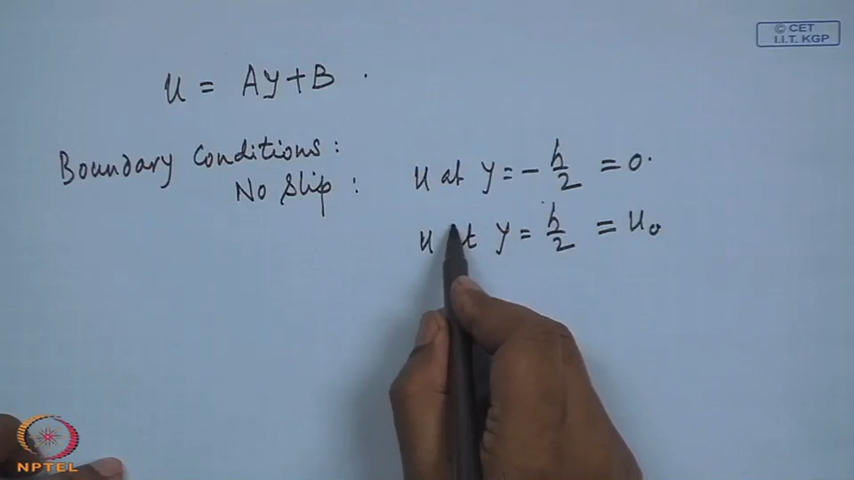 © CET
I.I.T. KGP
u = Ay+B .
Boundary Conditions :
No Slip : u at y = - h/2 = 0.
u at y = h/2 = u₀
NPTEL